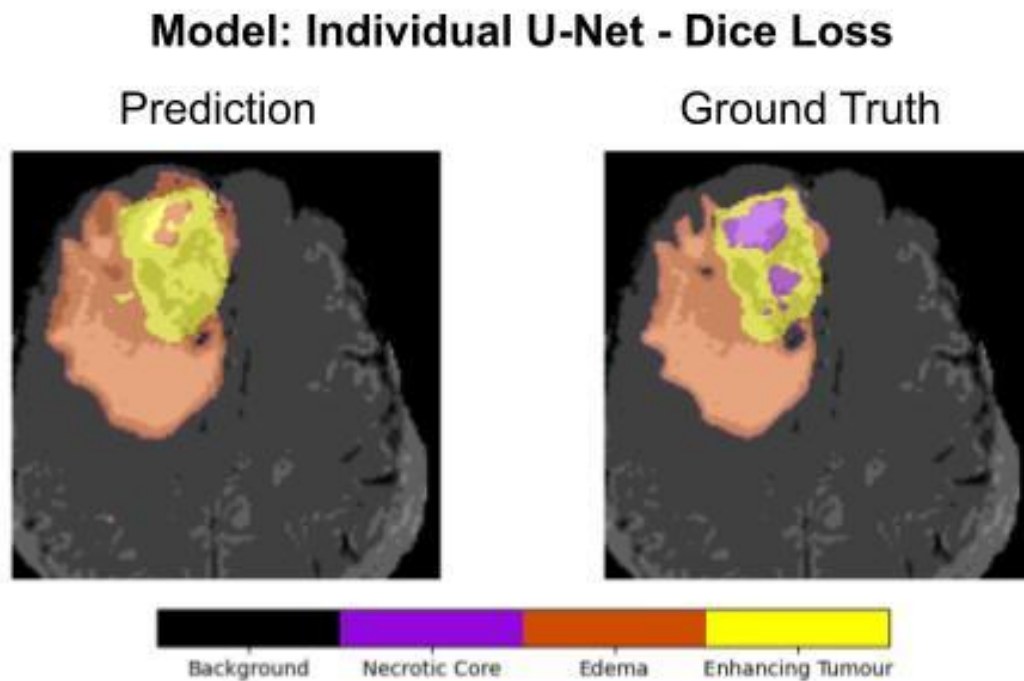 Model: Individual U-Net - Dice Loss
Prediction
Ground Truth
Background
Necrotic Core
Edema
Enhancing Tumour